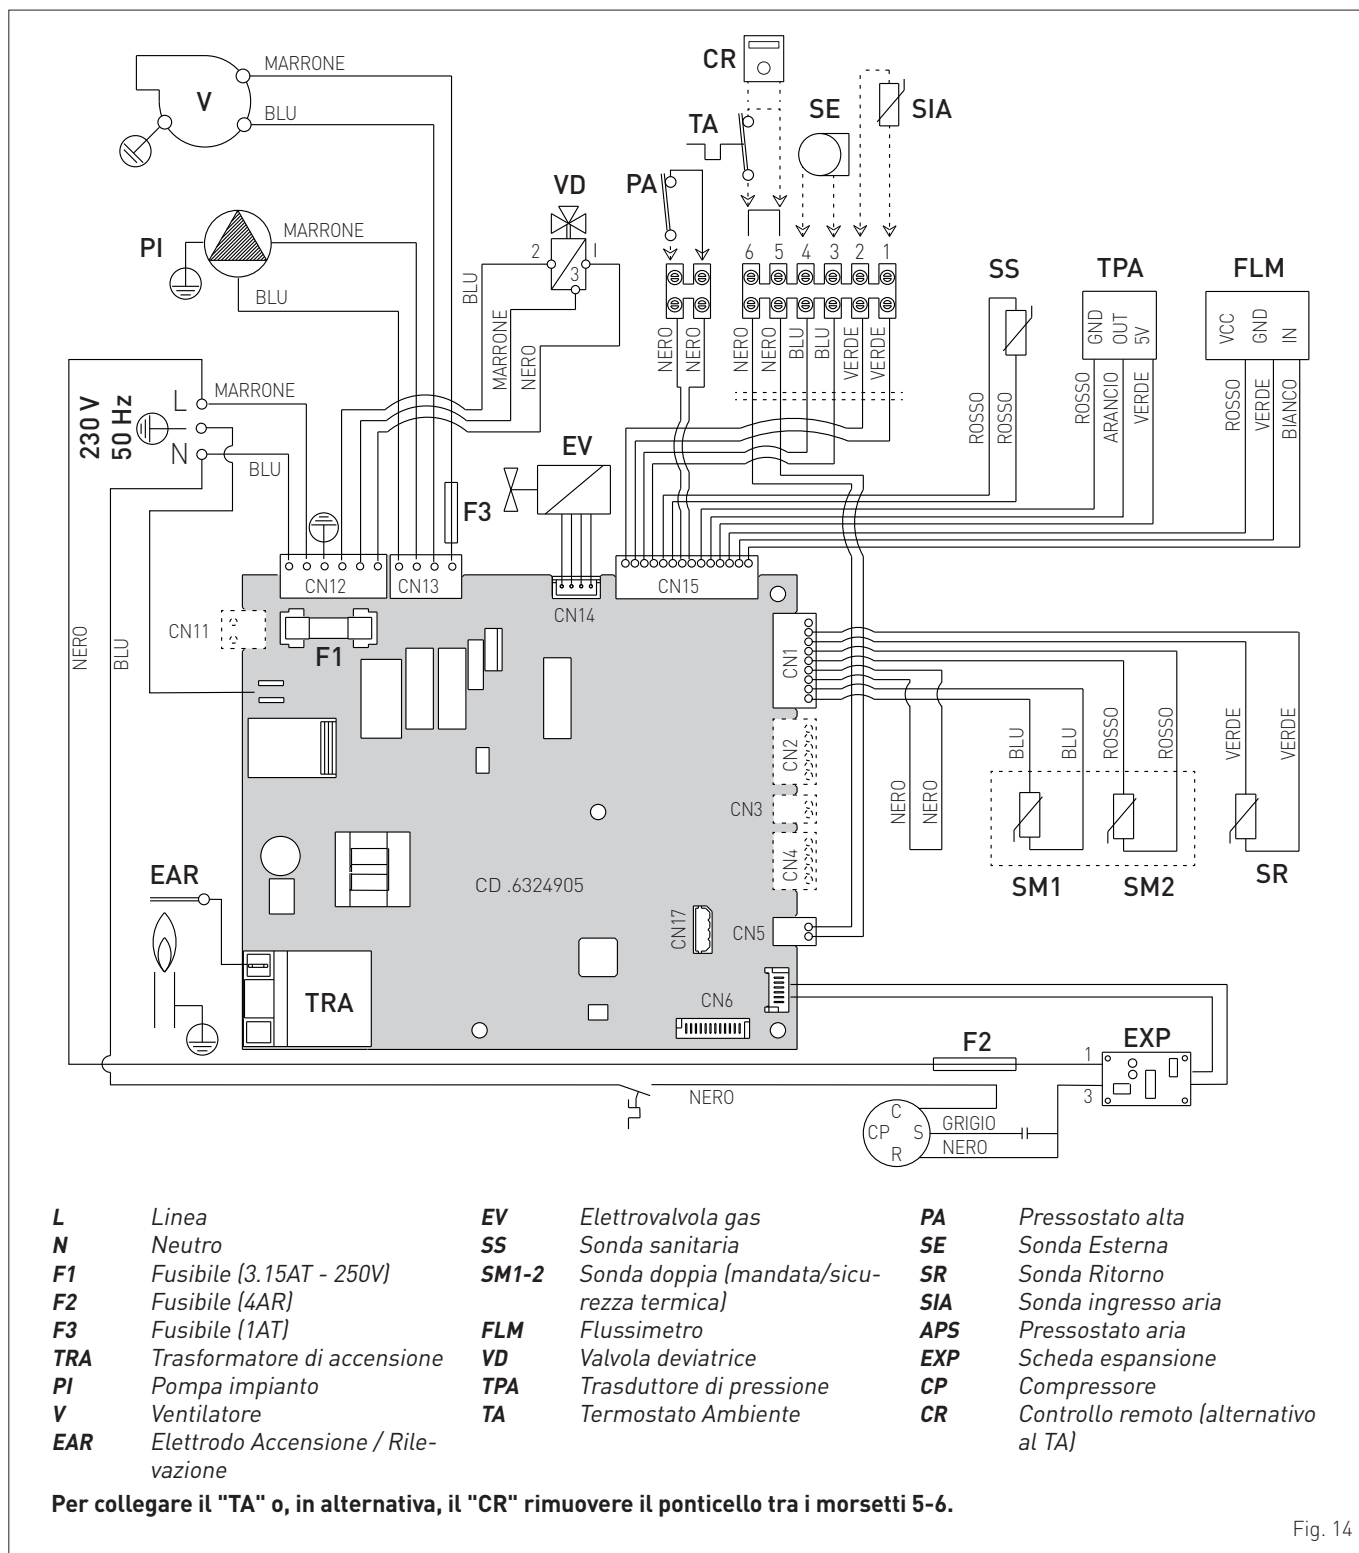 MARRONE
V
BLU
CR
TA
SE
SIA
PA
VD
PI
MARRONE
BLU
2
1
3
BLU
MARRONE
NERO
6
5
4
3
2
1
NERO
NERO
NERO
NERO
BLU
BLU
VERDE
VERDE
SS
TPA
FLM
GND
OUT
5V
VCC
GND
IN
ROSSO
ROSSO
ROSSO
ARANCIO
VERDE
ROSSO
VERDE
BIANCO
230 V
50 Hz
L
N
MARRONE
BLU
EV
F3
CN12
CN13
CN14
CN15
CN11
F1
NERO
BLU
CN1
CN2
CN3
CN4
CN5
CN17
CN6
CD .6324905
NERO
NERO
BLU
BLU
ROSSO
ROSSO
VERDE
VERDE
SM1
SM2
SR
EAR
TRA
F2
EXP
1
3
NERO
C
CP
S
R
GRIGIO
NERO
L Linea
N Neutro
F1 Fusibile (3.15AT - 250V)
F2 Fusibile (4AR)
F3 Fusibile (1AT)
TRA Trasformatore di accensione
PI Pompa impianto
V Ventilatore
EAR Elettrodo Accensione / Rile-
vazione
EV Elettrovalvola gas
SS Sonda sanitaria
SM1-2 Sonda doppia (mandata/sicu-
rezza termica)
FLM Flussimetro
VD Valvola deviatrice
TPA Trasduttore di pressione
TA Termostato Ambiente
PA Pressostato alta
SE Sonda Esterna
SR Sonda Ritorno
SIA Sonda ingresso aria
APS Pressostato aria
EXP Scheda espansione
CP Compressore
CR Controllo remoto (alternativo
al TA)
Per collegare il "TA" o, in alternativa, il "CR" rimuovere il ponticello tra i morsetti 5-6.
Fig. 14